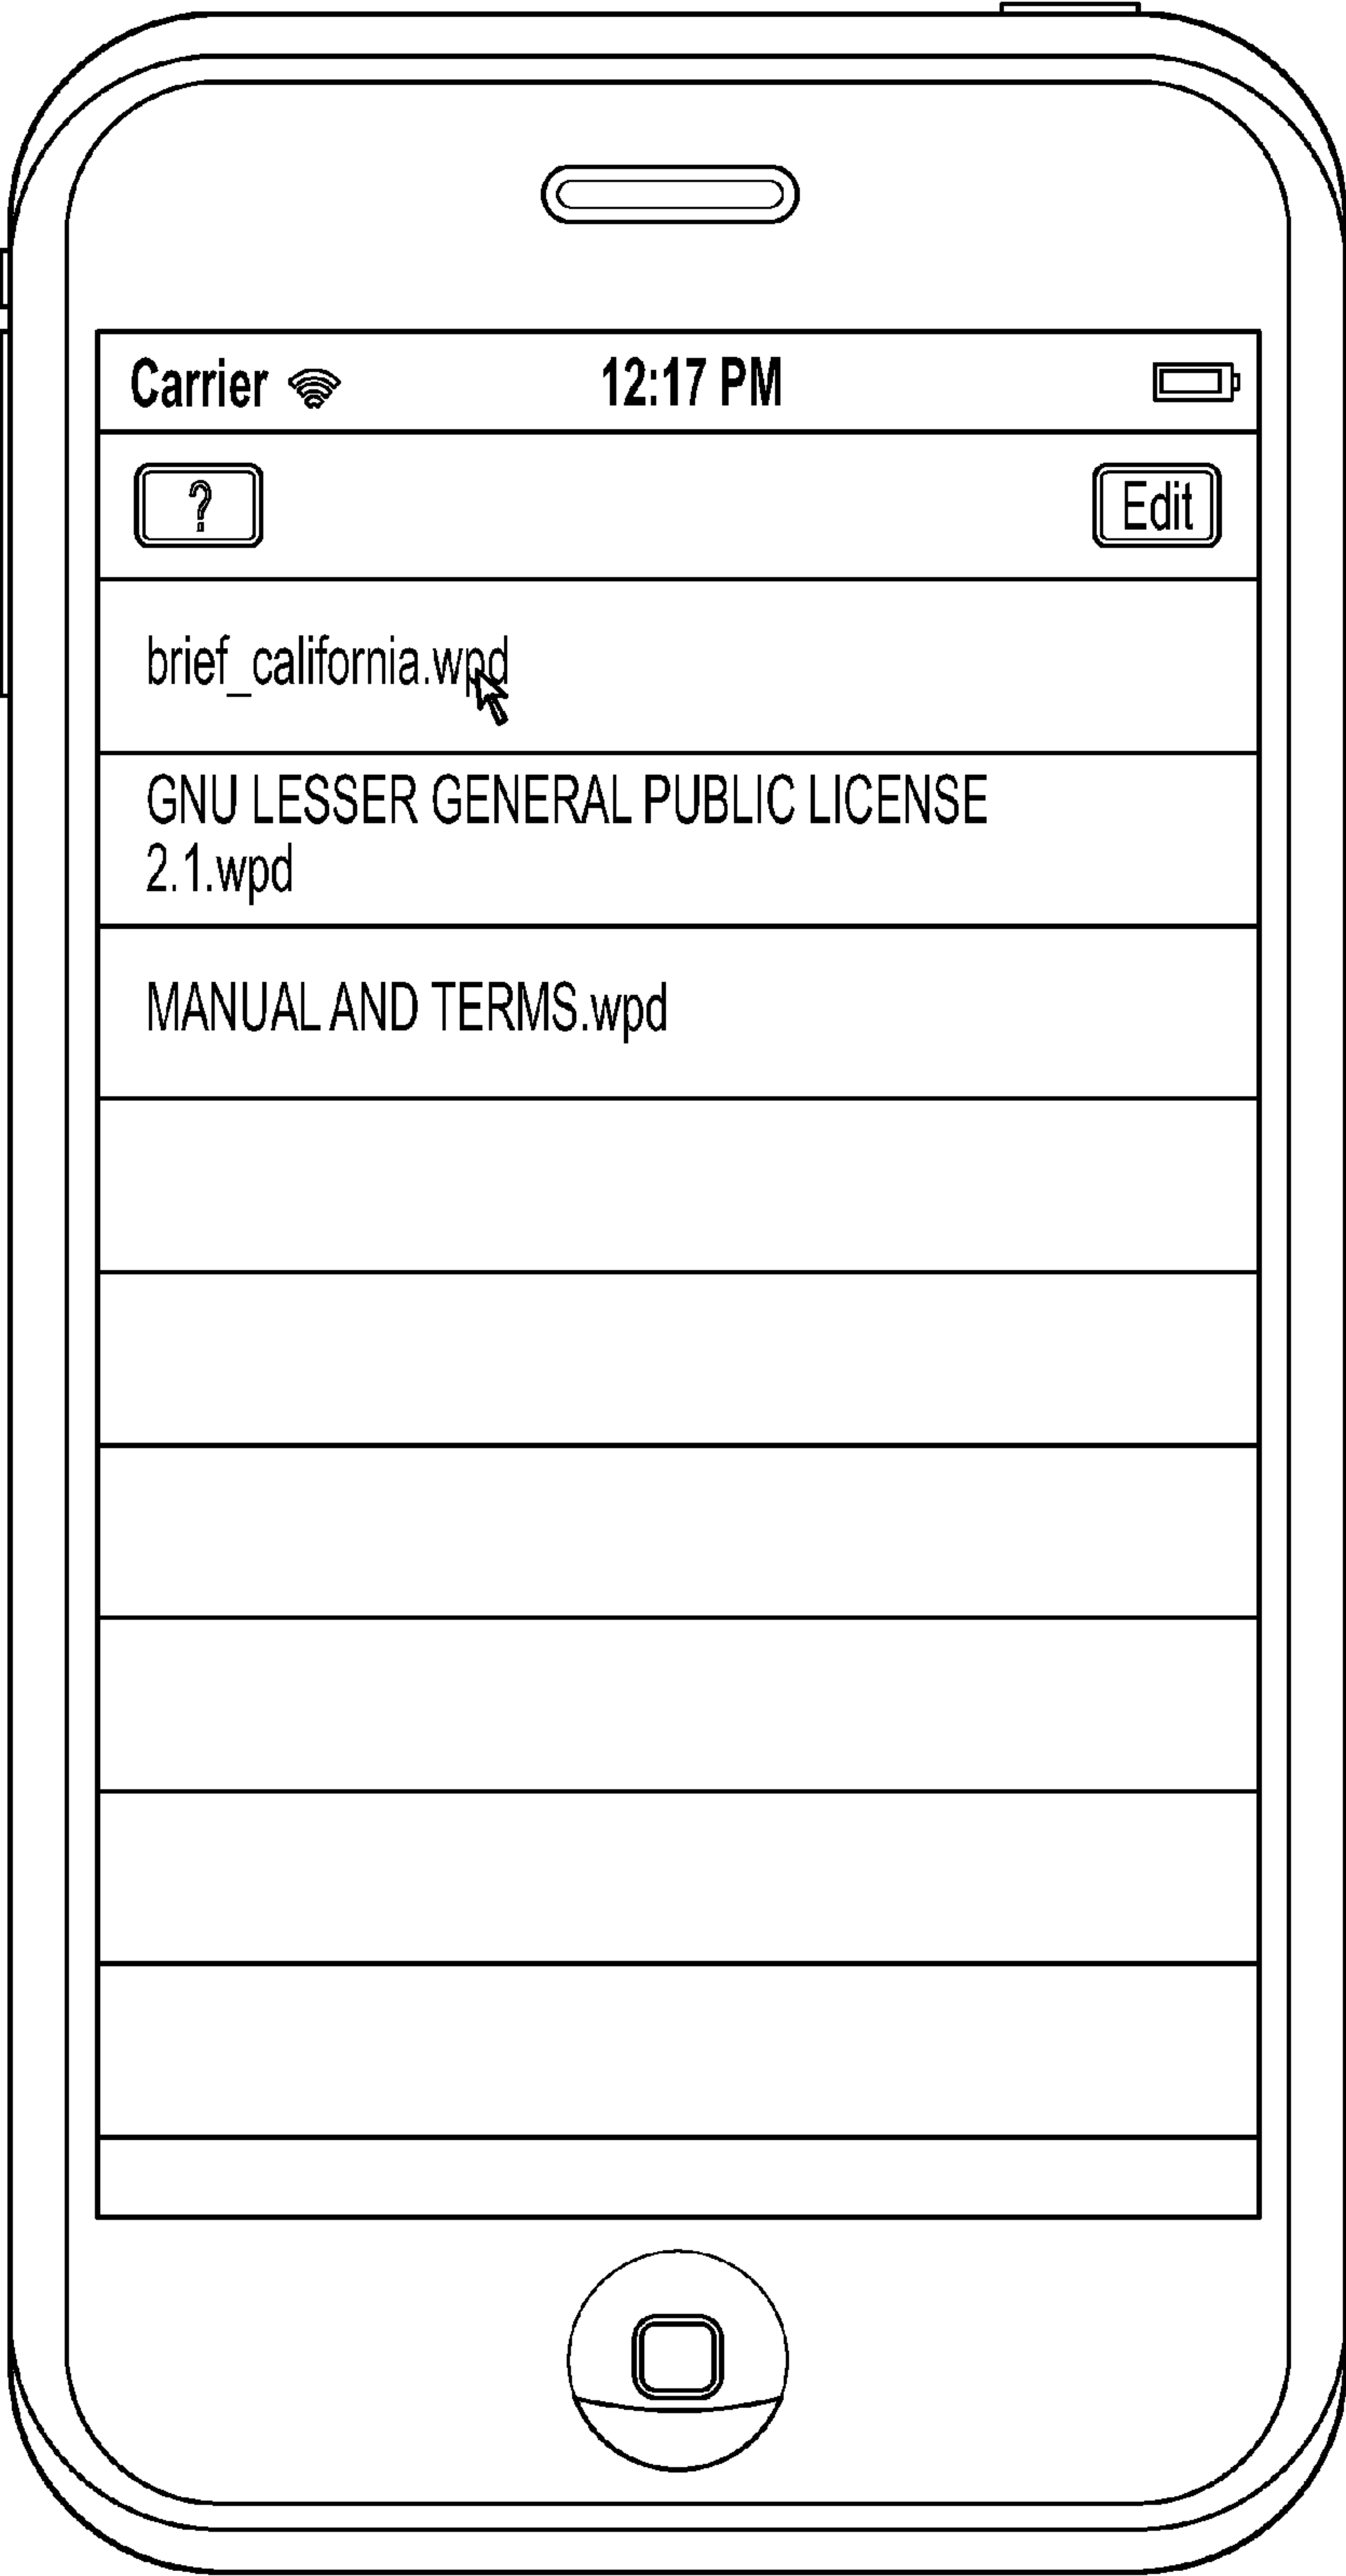 Carrier 12:17 PM
? Edit
brief_california.wpd
GNU LESSER GENERAL PUBLIC LICENSE
2.1.wpd
MANUAL AND TERMS.wpd